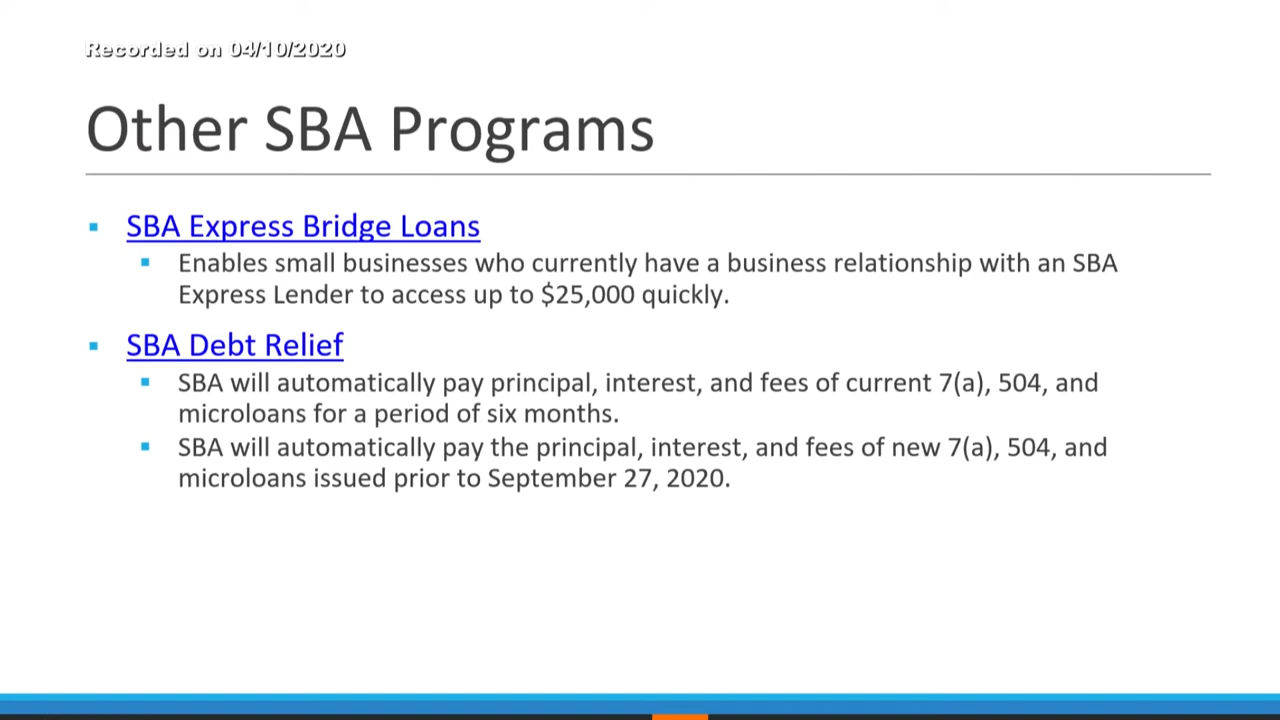 Recorded on 04/10/2020
Other SBA Programs
SBA Express Bridge Loans
Enables small businesses who currently have a business relationship with an SBA
Express Lender to access up to $25,000 quickly.
SBA Debt Relief
SBA will automatically pay principal, interest, and fees of current 7(a), 504, and
microloans for a period of six months.
SBA will automatically pay the principal, interest, and fees of new 7(a), 504, and
microloans issued prior to September 27, 2020.